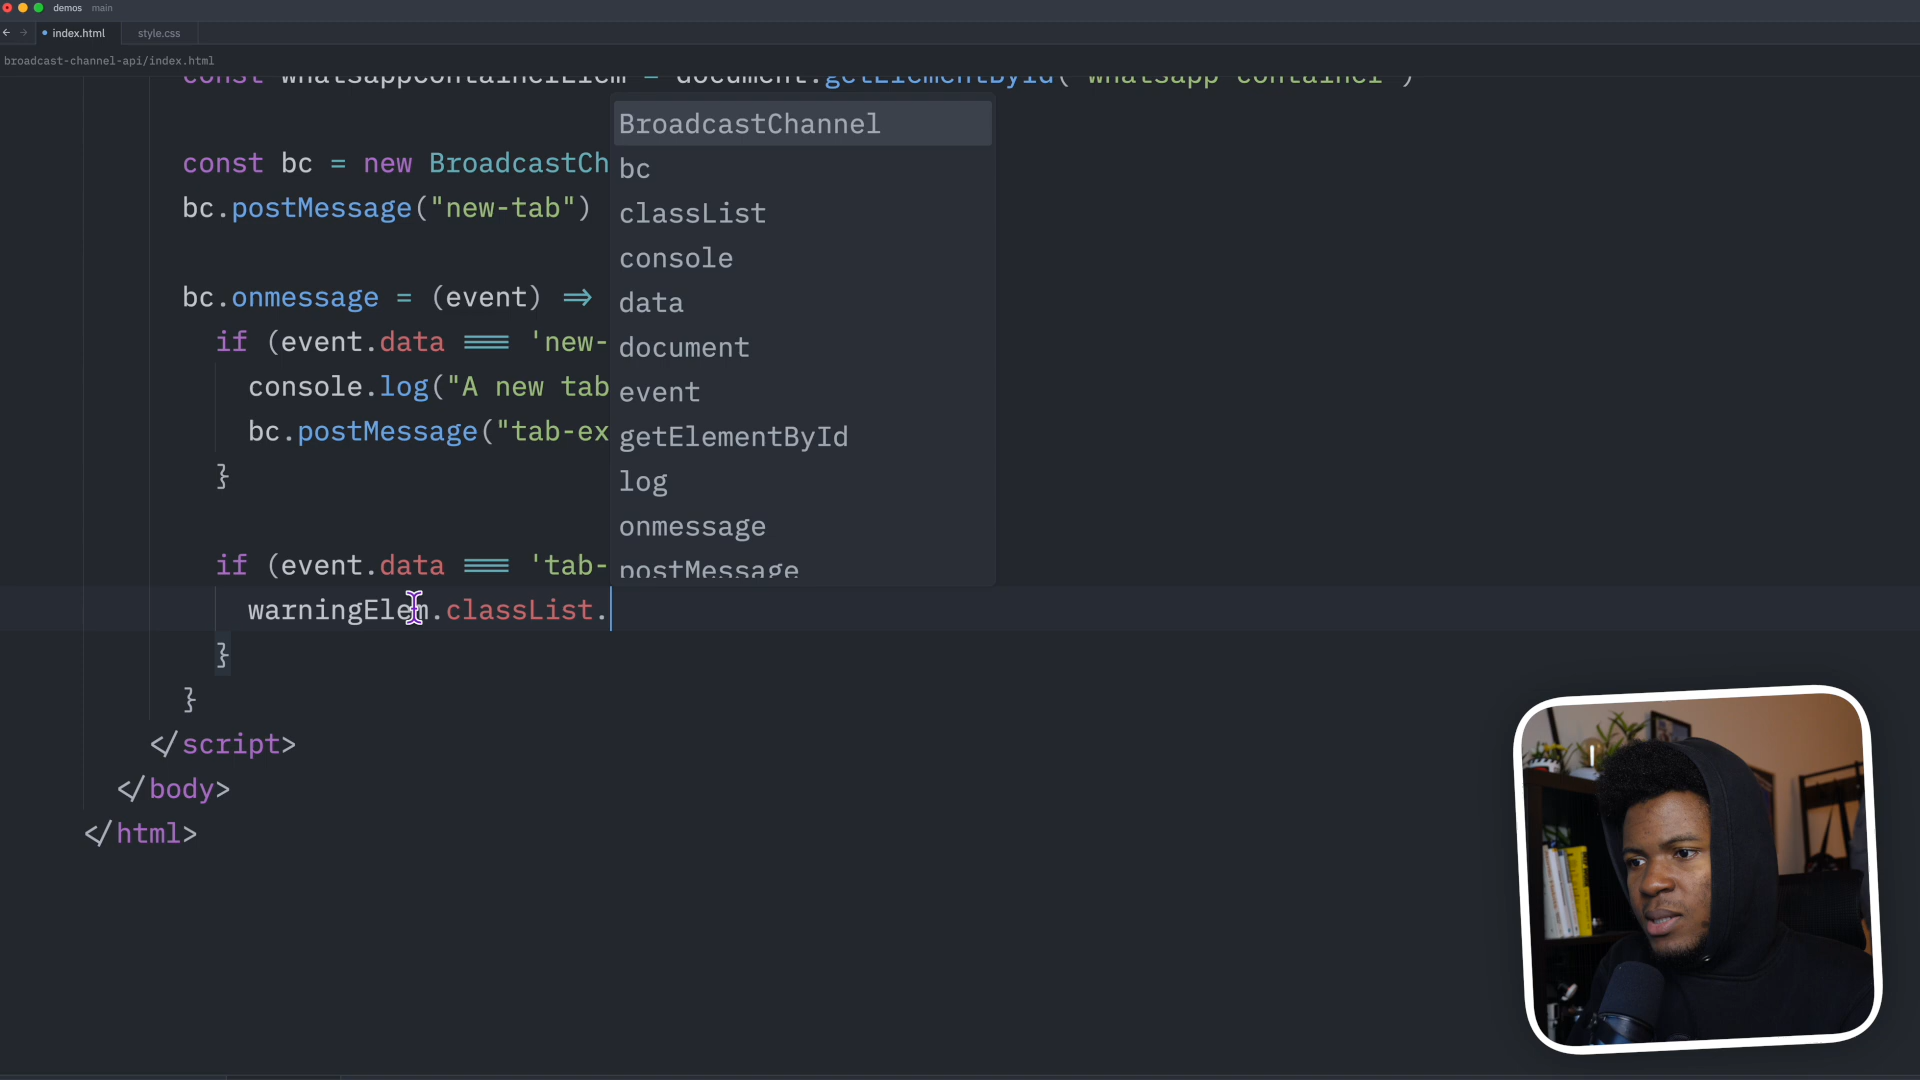 demos main
index.html style.css
broadcast-channel-api/index.html
const whatsappContainerElem = document.getElementById('whatsapp-container')
const bc = new BroadcastCh
bc.postMessage("new-tab")
bc.onmessage = (event) =>
if (event.data === 'new-
console.log("A new tab
bc.postMessage("tab-ex
}
if (event.data === 'tab-
warningElem.classList.
}
}
</script>
</body>
</html>
BroadcastChannel
bc
classList
console
data
document
event
getElementById
log
onmessage
postMessage